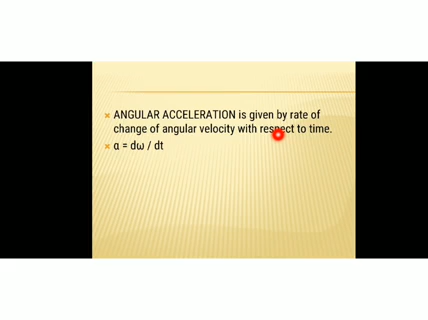 ANGULAR ACCELERATION is given by rate of
change of angular velocity with respect to time.
α = dω / dt